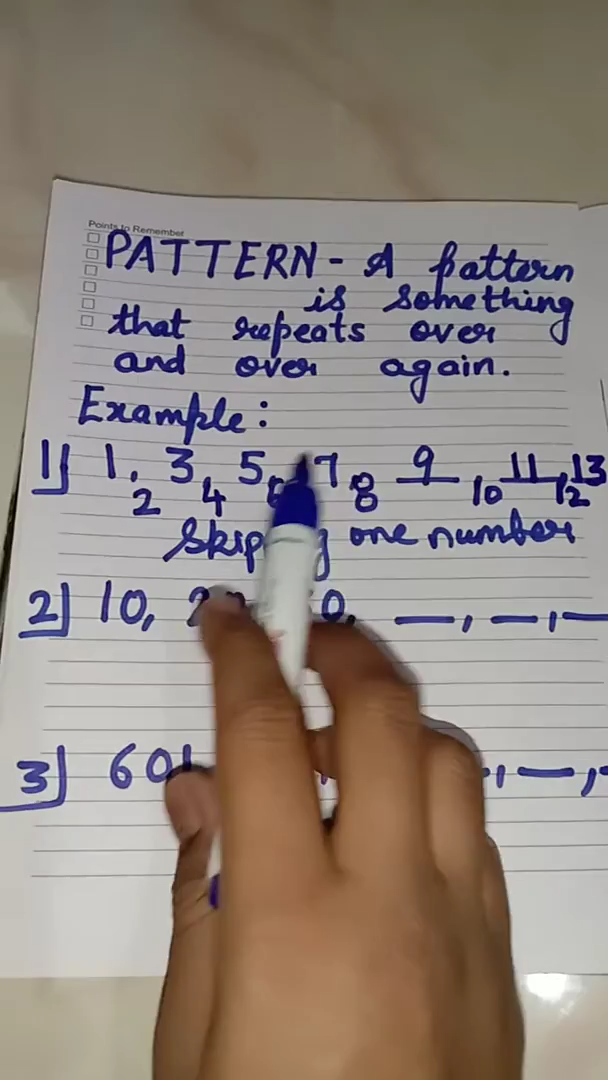 Points to Remember
PATTERN - A pattern
is something
that repeats over
and over again.
Example:
1] 1, 3 5 7 9, 11, 13
2 4 8 10 12
one number
2] 10,
3] 60